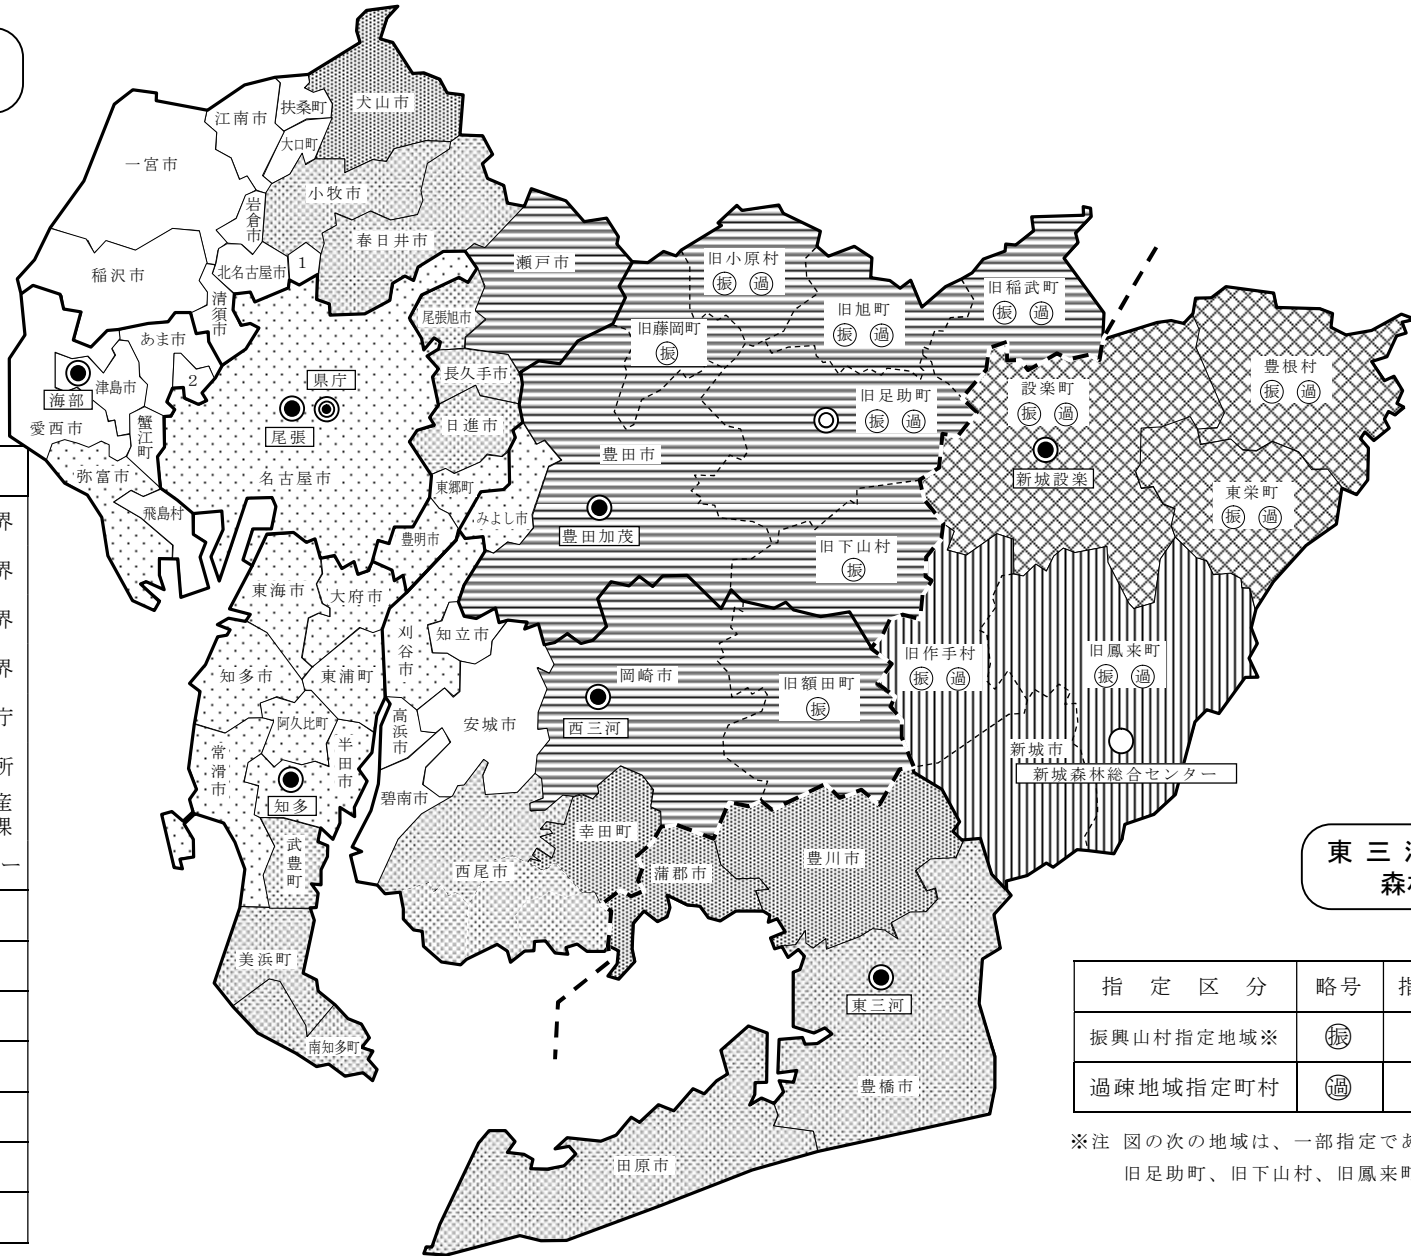 犬山市
扶桑町
江南市
大口町
一宮市
小牧市
岩倉市
春日井市
1
北名古屋市
稲沢市
清須市
瀬戸市
尾張旭市
あま市
2
津島市
海部
愛西市
蟹江町
弥富市
飛島村
県庁
尾張
名古屋市
長久手市
日進市
東郷町
みよし市
豊明市
旧小原村
振 過
旧藤岡町
振
旧旭町
振 過
旧稲武町
振 過
旧足助町
振 過
豊田市
豊田加茂
旧下山村
振
設楽町
振 過
新城設楽
豊根村
振 過
東栄町
振 過
東海市
大府市
知多市
東浦町
阿久比町
常滑市
半田市
知多
武豊町
美浜町
南知多町
刈谷市
知立市
高浜市
安城市
碧南市
岡崎市
西三河
旧額田町
振
西尾市
幸田町
旧作手村
振 過
旧鳳来町
振 過
新城市
新城森林総合センター
蒲郡市
豊川市
東三河
豊橋市
田原市
界
界
界
界
庁
所
産
課
ー
東 三
森
指 定 区 分 略号 指
振興山村指定地域※ 振
過疎地域指定町村 過
※注 図の次の地域は、一部指定であ
旧足助町、旧下山村、旧鳳来町